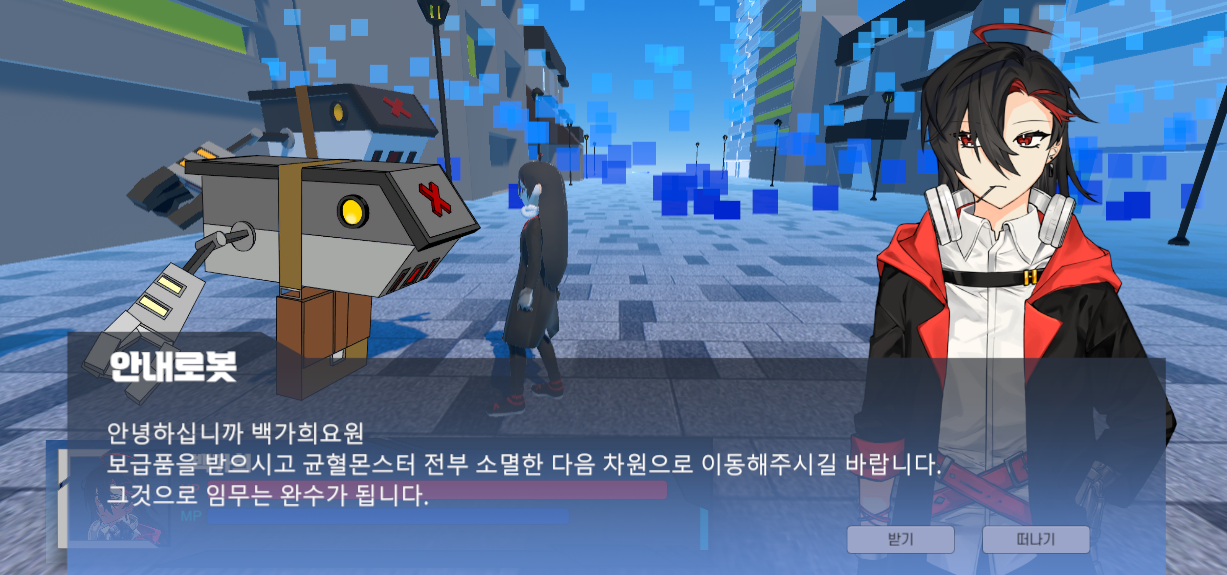 안내로봇
안녕하십니까 백가희요원
보급품을 받으시고 균혈몬스터 전부 소멸한 다음 차원으로 이동해주시길 바랍니다.
그것으로 임무는 완수가 됩니다.
MP
받기
떠나기